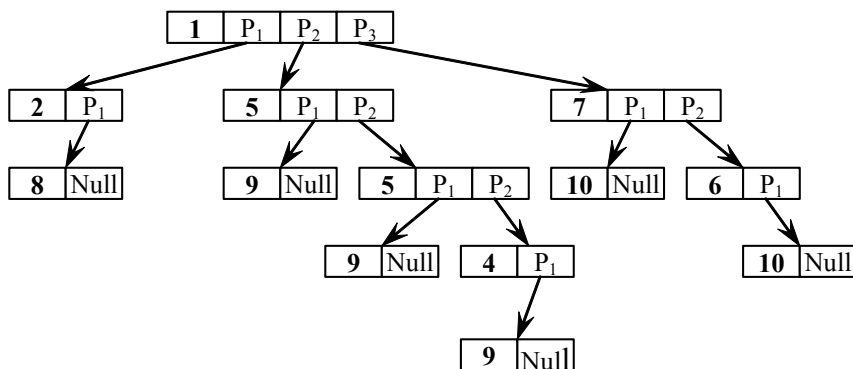 1 P₁ P₂ P₃
2 P₁ 5 P₁ P₂ 7 P₁ P₂
8 Null 9 Null 5 P₁ P₂ 10 Null 6 P₁
9 Null 4 P₁ 10 Null
9 Null